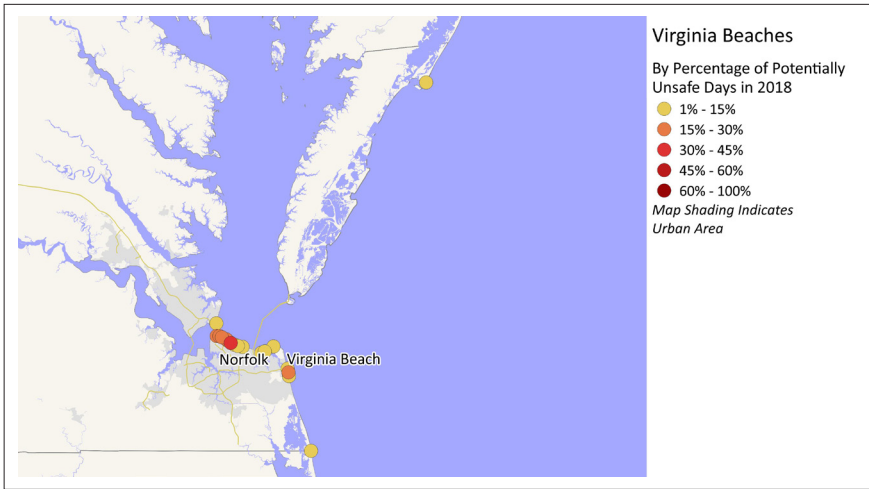 Virginia Beaches
By Percentage of Potentially
Unsafe Days in 2018
1% - 15%
15% - 30%
30% - 45%
45% - 60%
60% - 100%
Map Shading Indicates
Urban Area
Norfolk
Virginia Beach